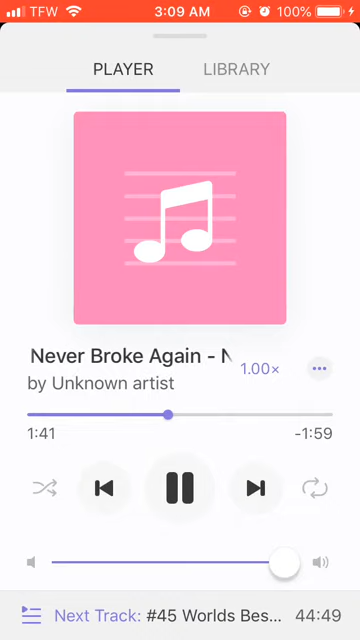 TFW 3:09 AM 100%
PLAYER LIBRARY
Never Broke Again - N
1.00×
by Unknown artist
1:41 -1:59
Next Track: #45 Worlds Bes... 44:49